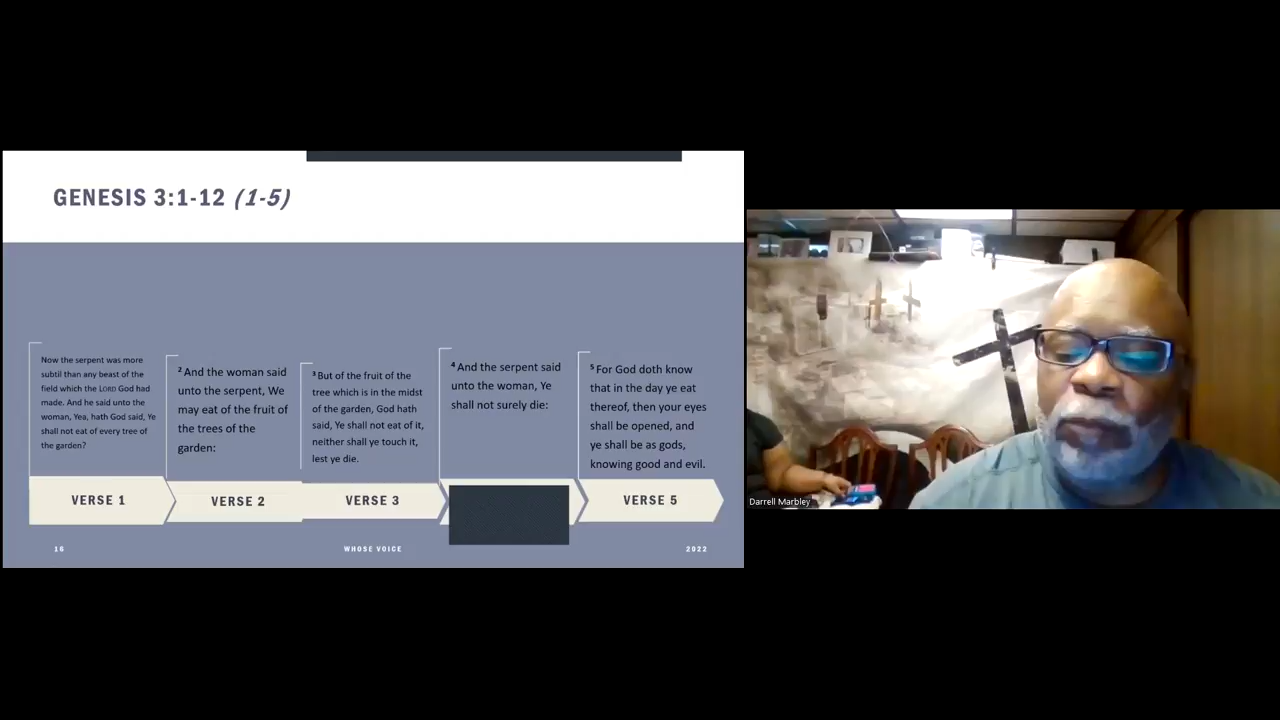 GENESIS 3:1-12 (1-5)
Now the serpent was more
subtil than any beast of the
field which the LORD God had
made. And he said unto the
woman, Yea, hath God said, Ye
shall not eat of every tree of
the garden?
2 And the woman said
unto the serpent, We
may eat of the fruit of
the trees of the
garden:
3 But of the fruit of the
tree which is in the midst
of the garden, God hath
said, Ye shall not eat of it,
neither shall ye touch it,
lest ye die.
4 And the serpent said
unto the woman, Ye
shall not surely die:
5 For God doth know
that in the day ye eat
thereof, then your eyes
shall be opened, and
ye shall be as gods,
knowing good and evil.
VERSE 1
VERSE 2
VERSE 3
VERSE 5
16
WHOSE VOICE
2022
Darrell Marbley